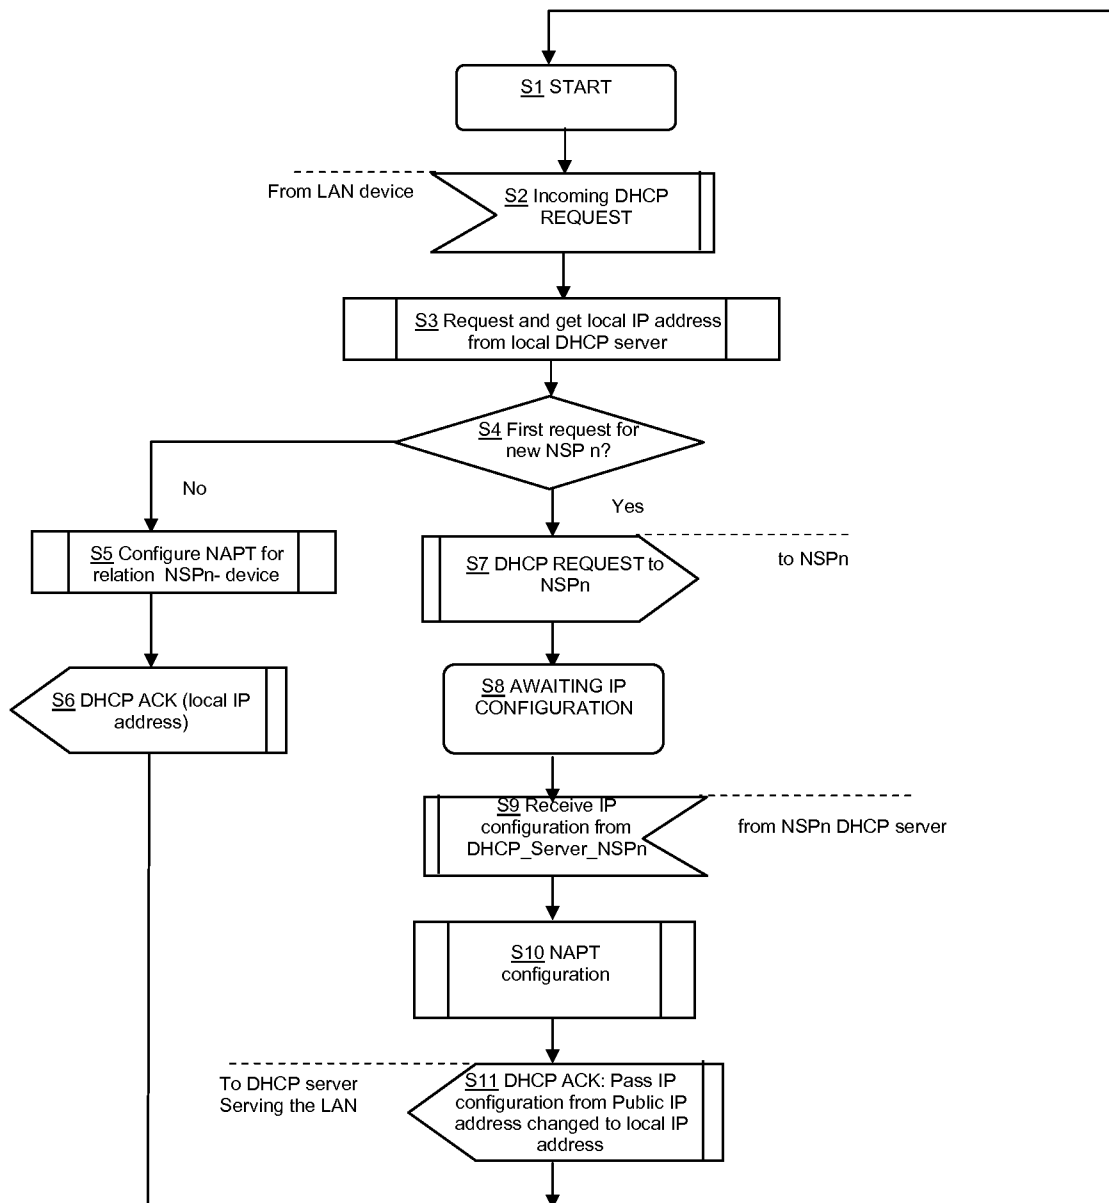 S1 START
From LAN device
S2 Incoming DHCP
REQUEST
S3 Request and get local IP address
from local DHCP server
S4 First request for
new NSP n?
No
Yes
S5 Configure NAPT for
relation NSPn- device
S7 DHCP REQUEST to
NSPn
to NSPn
S6 DHCP ACK (local IP
address)
S8 AWAITING IP
CONFIGURATION
S9 Receive IP
configuration from
DHCP_Server_NSPn
from NSPn DHCP server
S10 NAPT
configuration
To DHCP server
Serving the LAN
S11 DHCP ACK: Pass IP
configuration from Public IP
address changed to local IP
address